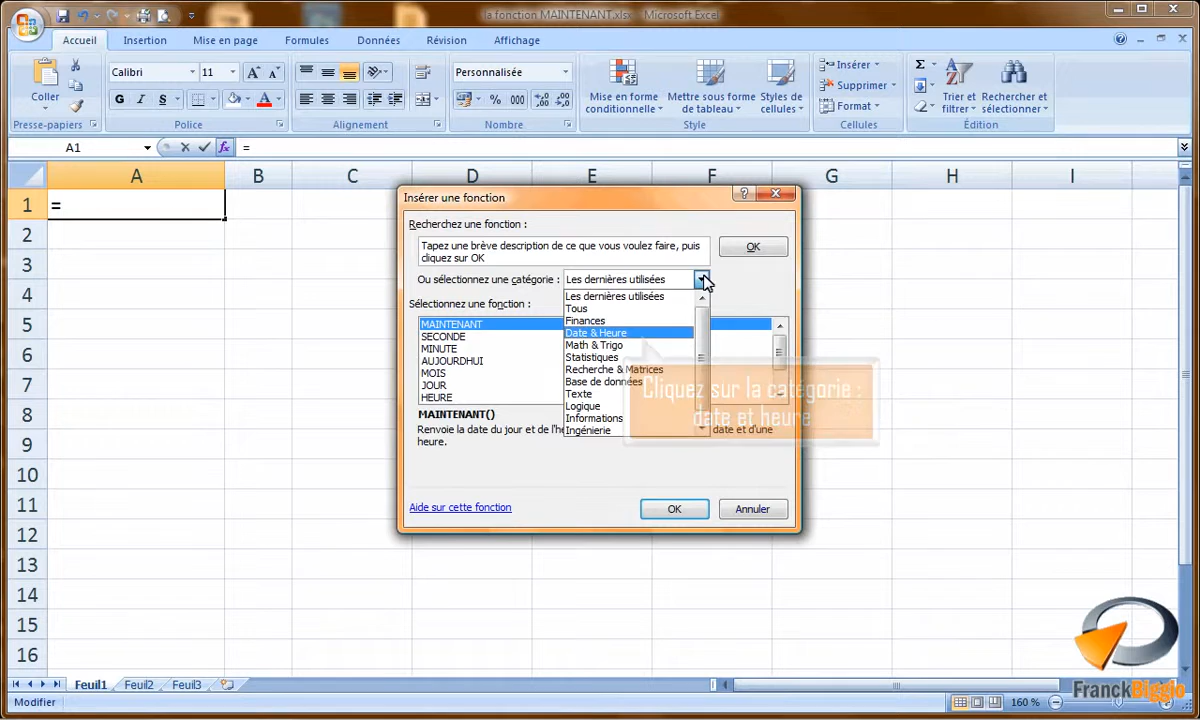 la fonction MAINTENANT.xlsx - Microsoft Excel
Accueil Insertion Mise en page Formules Données Révision Affichage
Calibri 11 Personnalisée
Coller
G I S % 000
Mise en forme conditionnelle
Mettre sous forme de tableau
Styles de cellules
Insérer
Supprimer
Format
Trier et filtrer
Rechercher et sélectionner
Presse-papiers Police Alignement Nombre Style Cellules Édition
A1 fx =
A B C D E F G H I
1 =
2
3
4
5
6
7
8
9
10
11
12
13
14
15
16
Insérer une fonction
Recherchez une fonction :
Tapez une brève description de ce que vous voulez faire, puis
cliquez sur OK
OK
Ou sélectionnez une catégorie : Les dernières utilisées
Les dernières utilisées
Tous
Finances
Date & Heure
Math & Trigo
Statistiques
Recherche & Matrices
Base de données
Texte
Logique
Informations
Ingénierie
Sélectionnez une fonction :
MAINTENANT
SECONDE
MINUTE
AUJOURDHUI
MOIS
JOUR
HEURE
MAINTENANT()
Renvoie la date du jour et de l'he date et d'une
heure.
Cliquez sur la catégorie :
date et heure
Aide sur cette fonction
OK Annuler
Feuil1 Feuil2 Feuil3
Modifier 160 %
FranckBiggio